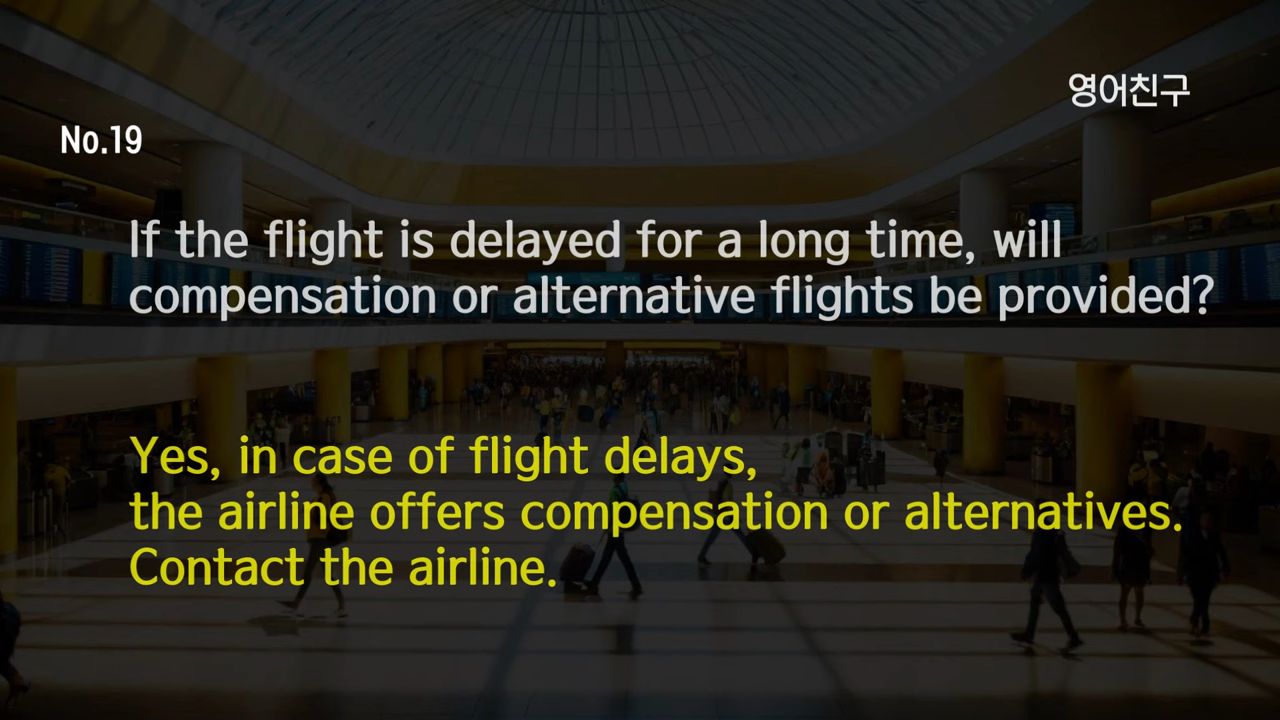 영어친구
No.19
If the flight is delayed for a long time, will
compensation or alternative flights be provided?
Yes, in case of flight delays,
the airline offers compensation or alternatives.
Contact the airline.